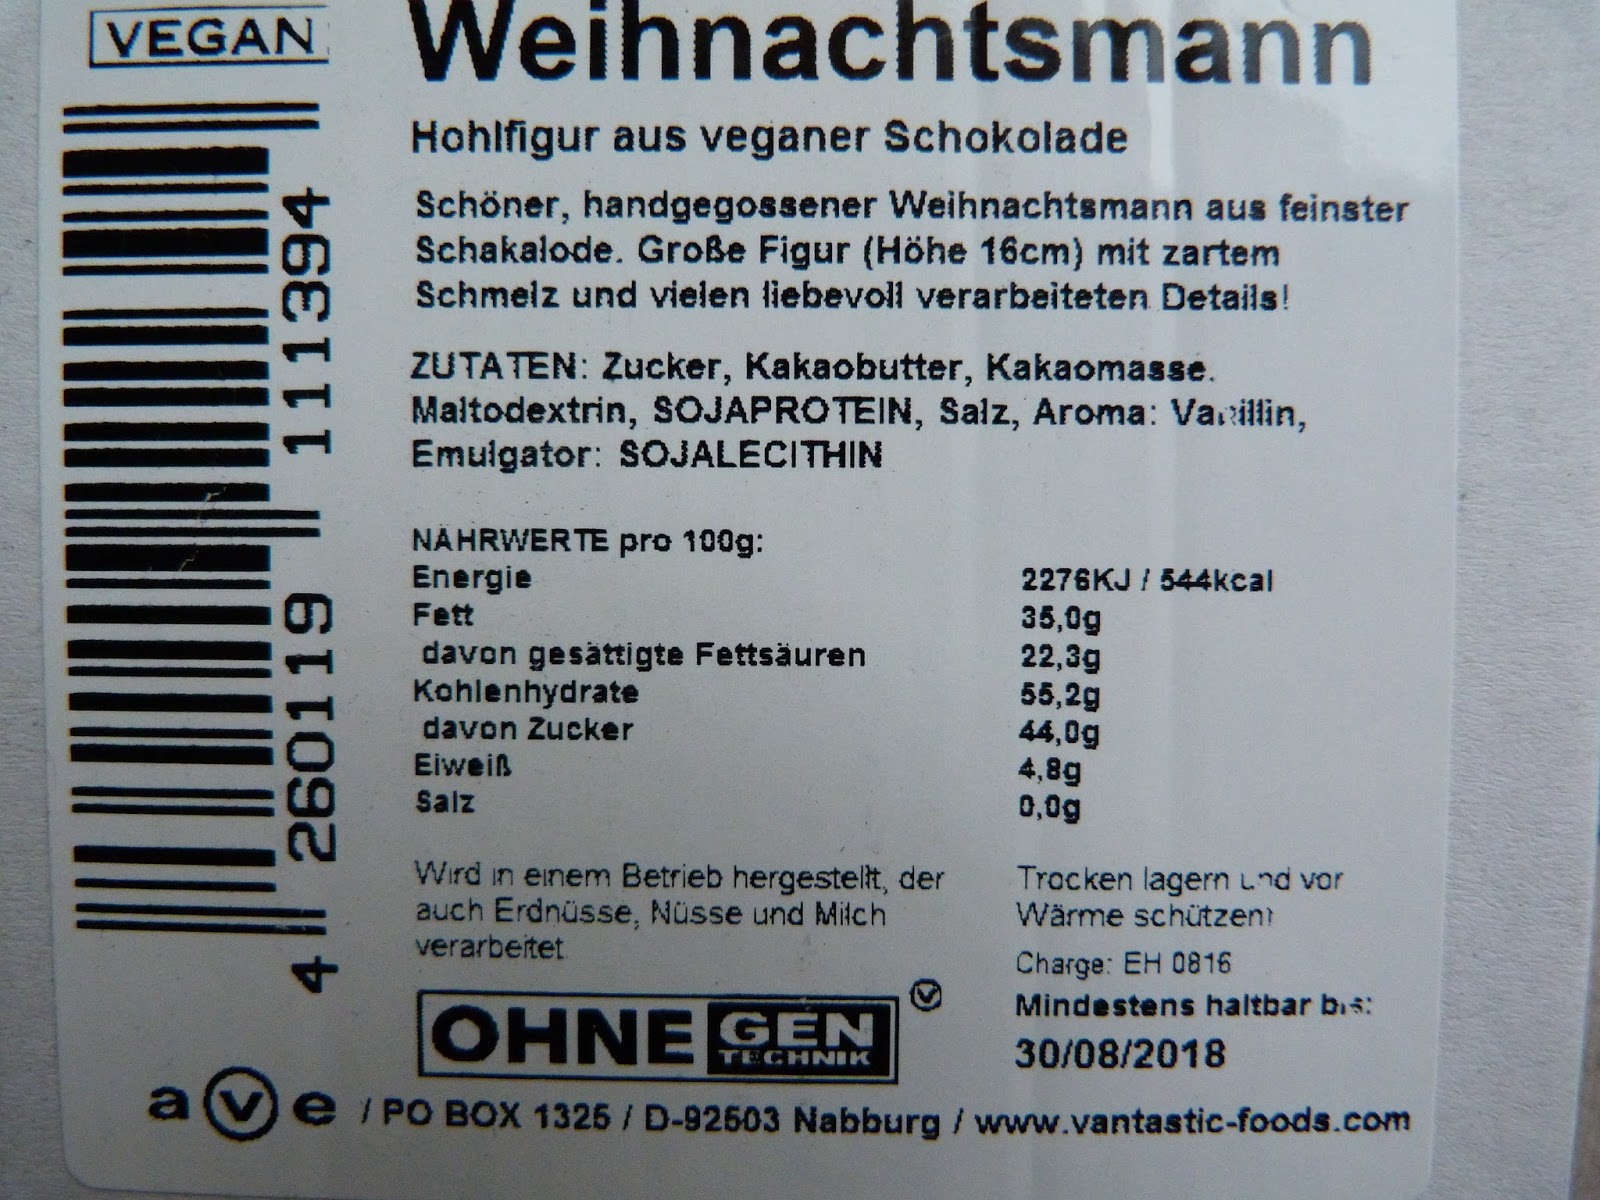 VEGAN
Weihnachtsmann
Hohlfigur aus veganer Schokolade
Schöner, handgegossener Weihnachtsmann aus feinster
Schakalode. Große Figur (Höhe 16cm) mit zartem
Schmelz und vielen liebevoll verarbeiteten Details!
ZUTATEN: Zucker, Kakaobutter, Kakaomasse.
Maltodextrin, SOJAPROTEIN, Salz, Aroma: Vanillin,
Emulgator: SOJALECITHIN
NÄHRWERTE pro 100g:
Energie 2276KJ / 544kcal
Fett 35,0g
davon gesättigte Fettsäuren 22,3g
Kohlenhydrate 55,2g
davon Zucker 44,0g
Eiweiß 4,8g
Salz 0,0g
Wird in einem Betrieb hergestellt, der
auch Erdnüsse, Nüsse und Milch
verarbeitet
Trocken lagern und vor
Wärme schützen!
Charge: EH 0816
Mindestens haltbar bis:
30/08/2018
OHNE GEN
TECHNIK
ave / PO BOX 1325 / D-92503 Nabburg / www.vantastic-foods.com
4 260119 111394